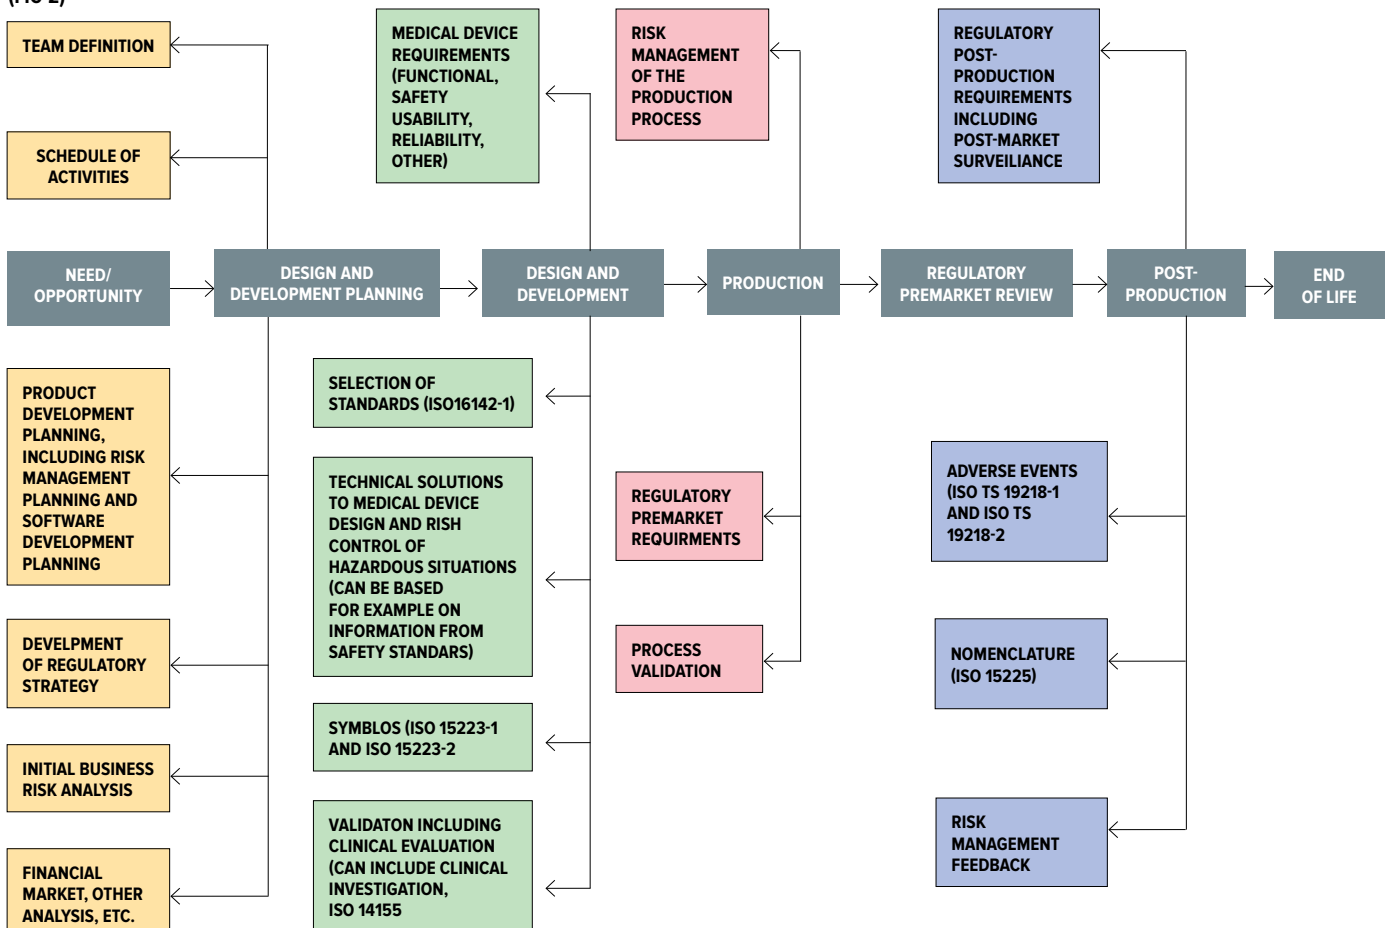 TEAM DEFINITION
SCHEDULE OF
ACTIVITIES
MEDICAL DEVICE
REQUIREMENTS
(FUNCTIONAL,
SAFETY
USABILITY,
RELIABILITY,
OTHER)
RISK
MANAGEMENT
OF THE
PRODUCTION
PROCESS
REGULATORY
POST-
PRODUCTION
REQUIREMENTS
INCLUDING
POST-MARKET
SURVEILIANCE
NEED/
OPPORTUNITY
DESIGN AND
DEVELOPMENT PLANNING
DESIGN AND
DEVELOPMENT
PRODUCTION
REGULATORY
PREMARKET REVIEW
POST-
PRODUCTION
END
OF LIFE
PRODUCT
DEVELOPMENT
PLANNING,
INCLUDING RISK
MANAGEMENT
PLANNING AND
SOFTWARE
DEVELOPMENT
PLANNING
DEVELPMENT
OF REGULATORY
STRATEGY
INITIAL BUSINESS
RISK ANALYSIS
FINANCIAL
MARKET, OTHER
ANALYSIS, ETC.
SELECTION OF
STANDARDS (ISO16142-1)
TECHNICAL SOLUTIONS
TO MEDICAL DEVICE
DESIGN AND RISH
CONTROL OF
HAZARDOUS SITUATIONS
(CAN BE BASED
FOR EXAMPLE ON
INFORMATION FROM
SAFETY STANDARS)
SYMBLOS (ISO 15223-1
AND ISO 15223-2
VALIDATON INCLUDING
CLINICAL EVALUATION
(CAN INCLUDE CLINICAL
INVESTIGATION,
ISO 14155
REGULATORY
PREMARKET
REQUIRMENTS
PROCESS
VALIDATION
ADVERSE EVENTS
(ISO TS 19218-1
AND ISO TS
19218-2
NOMENCLATURE
(ISO 15225)
RISK
MANAGEMENT
FEEDBACK